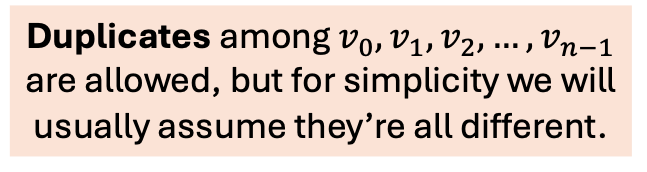 Duplicates among v₀, v₁, v₂, … , vₙ₋₁
are allowed, but for simplicity we will
usually assume they’re all different.